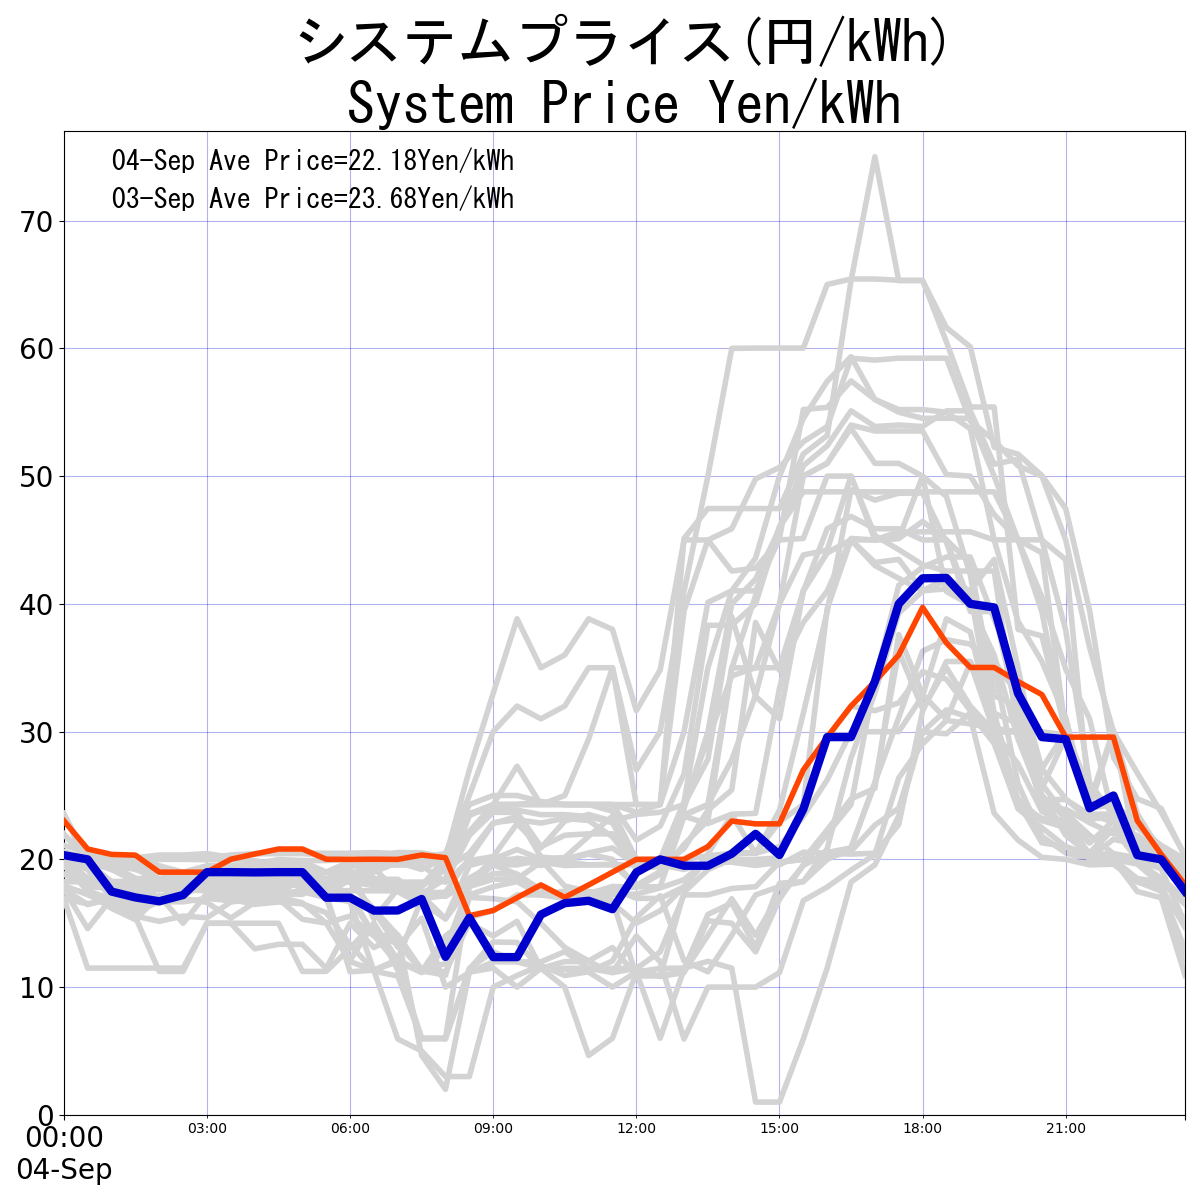 システムプライス(円/kWh)
System Price Yen/kWh
04-Sep Ave Price=22.18Yen/kWh
03-Sep Ave Price=23.68Yen/kWh
70
60
50
40
30
20
10
0
00:00 03:00 06:00 09:00 12:00 15:00 18:00 21:00
04-Sep